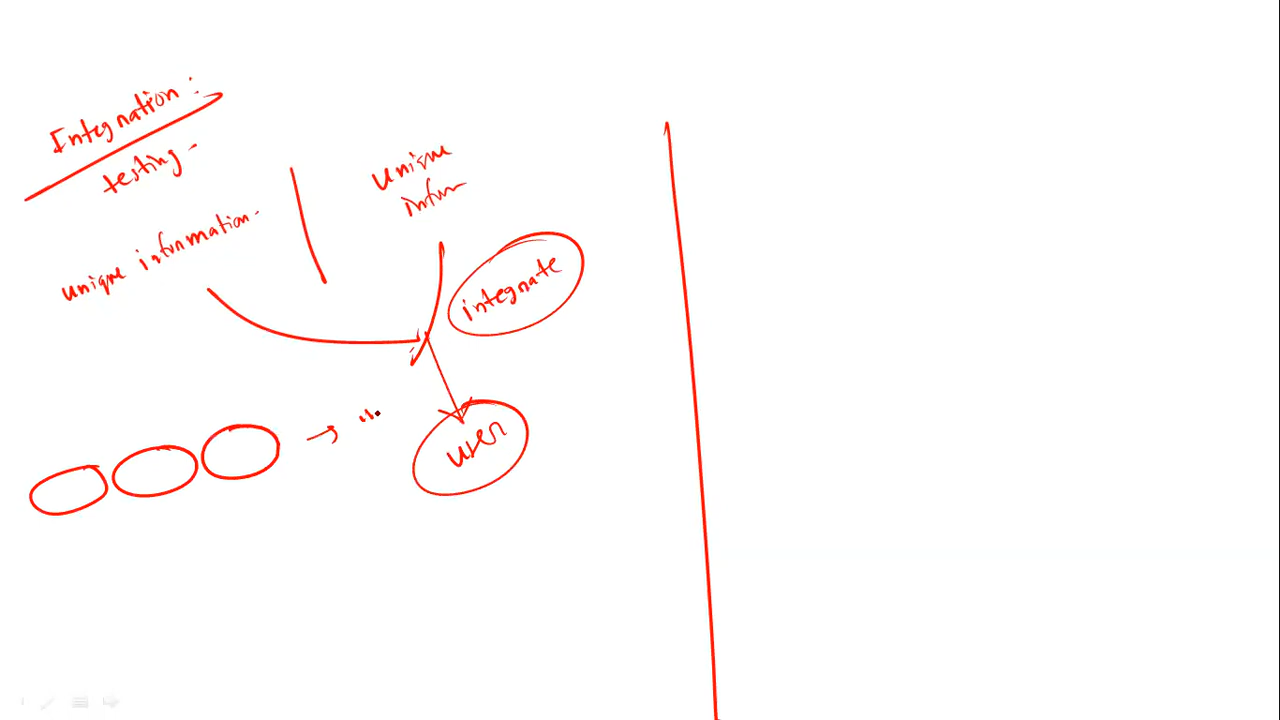 Integration:
testing-
unique information-
unique
infor
integrate
user